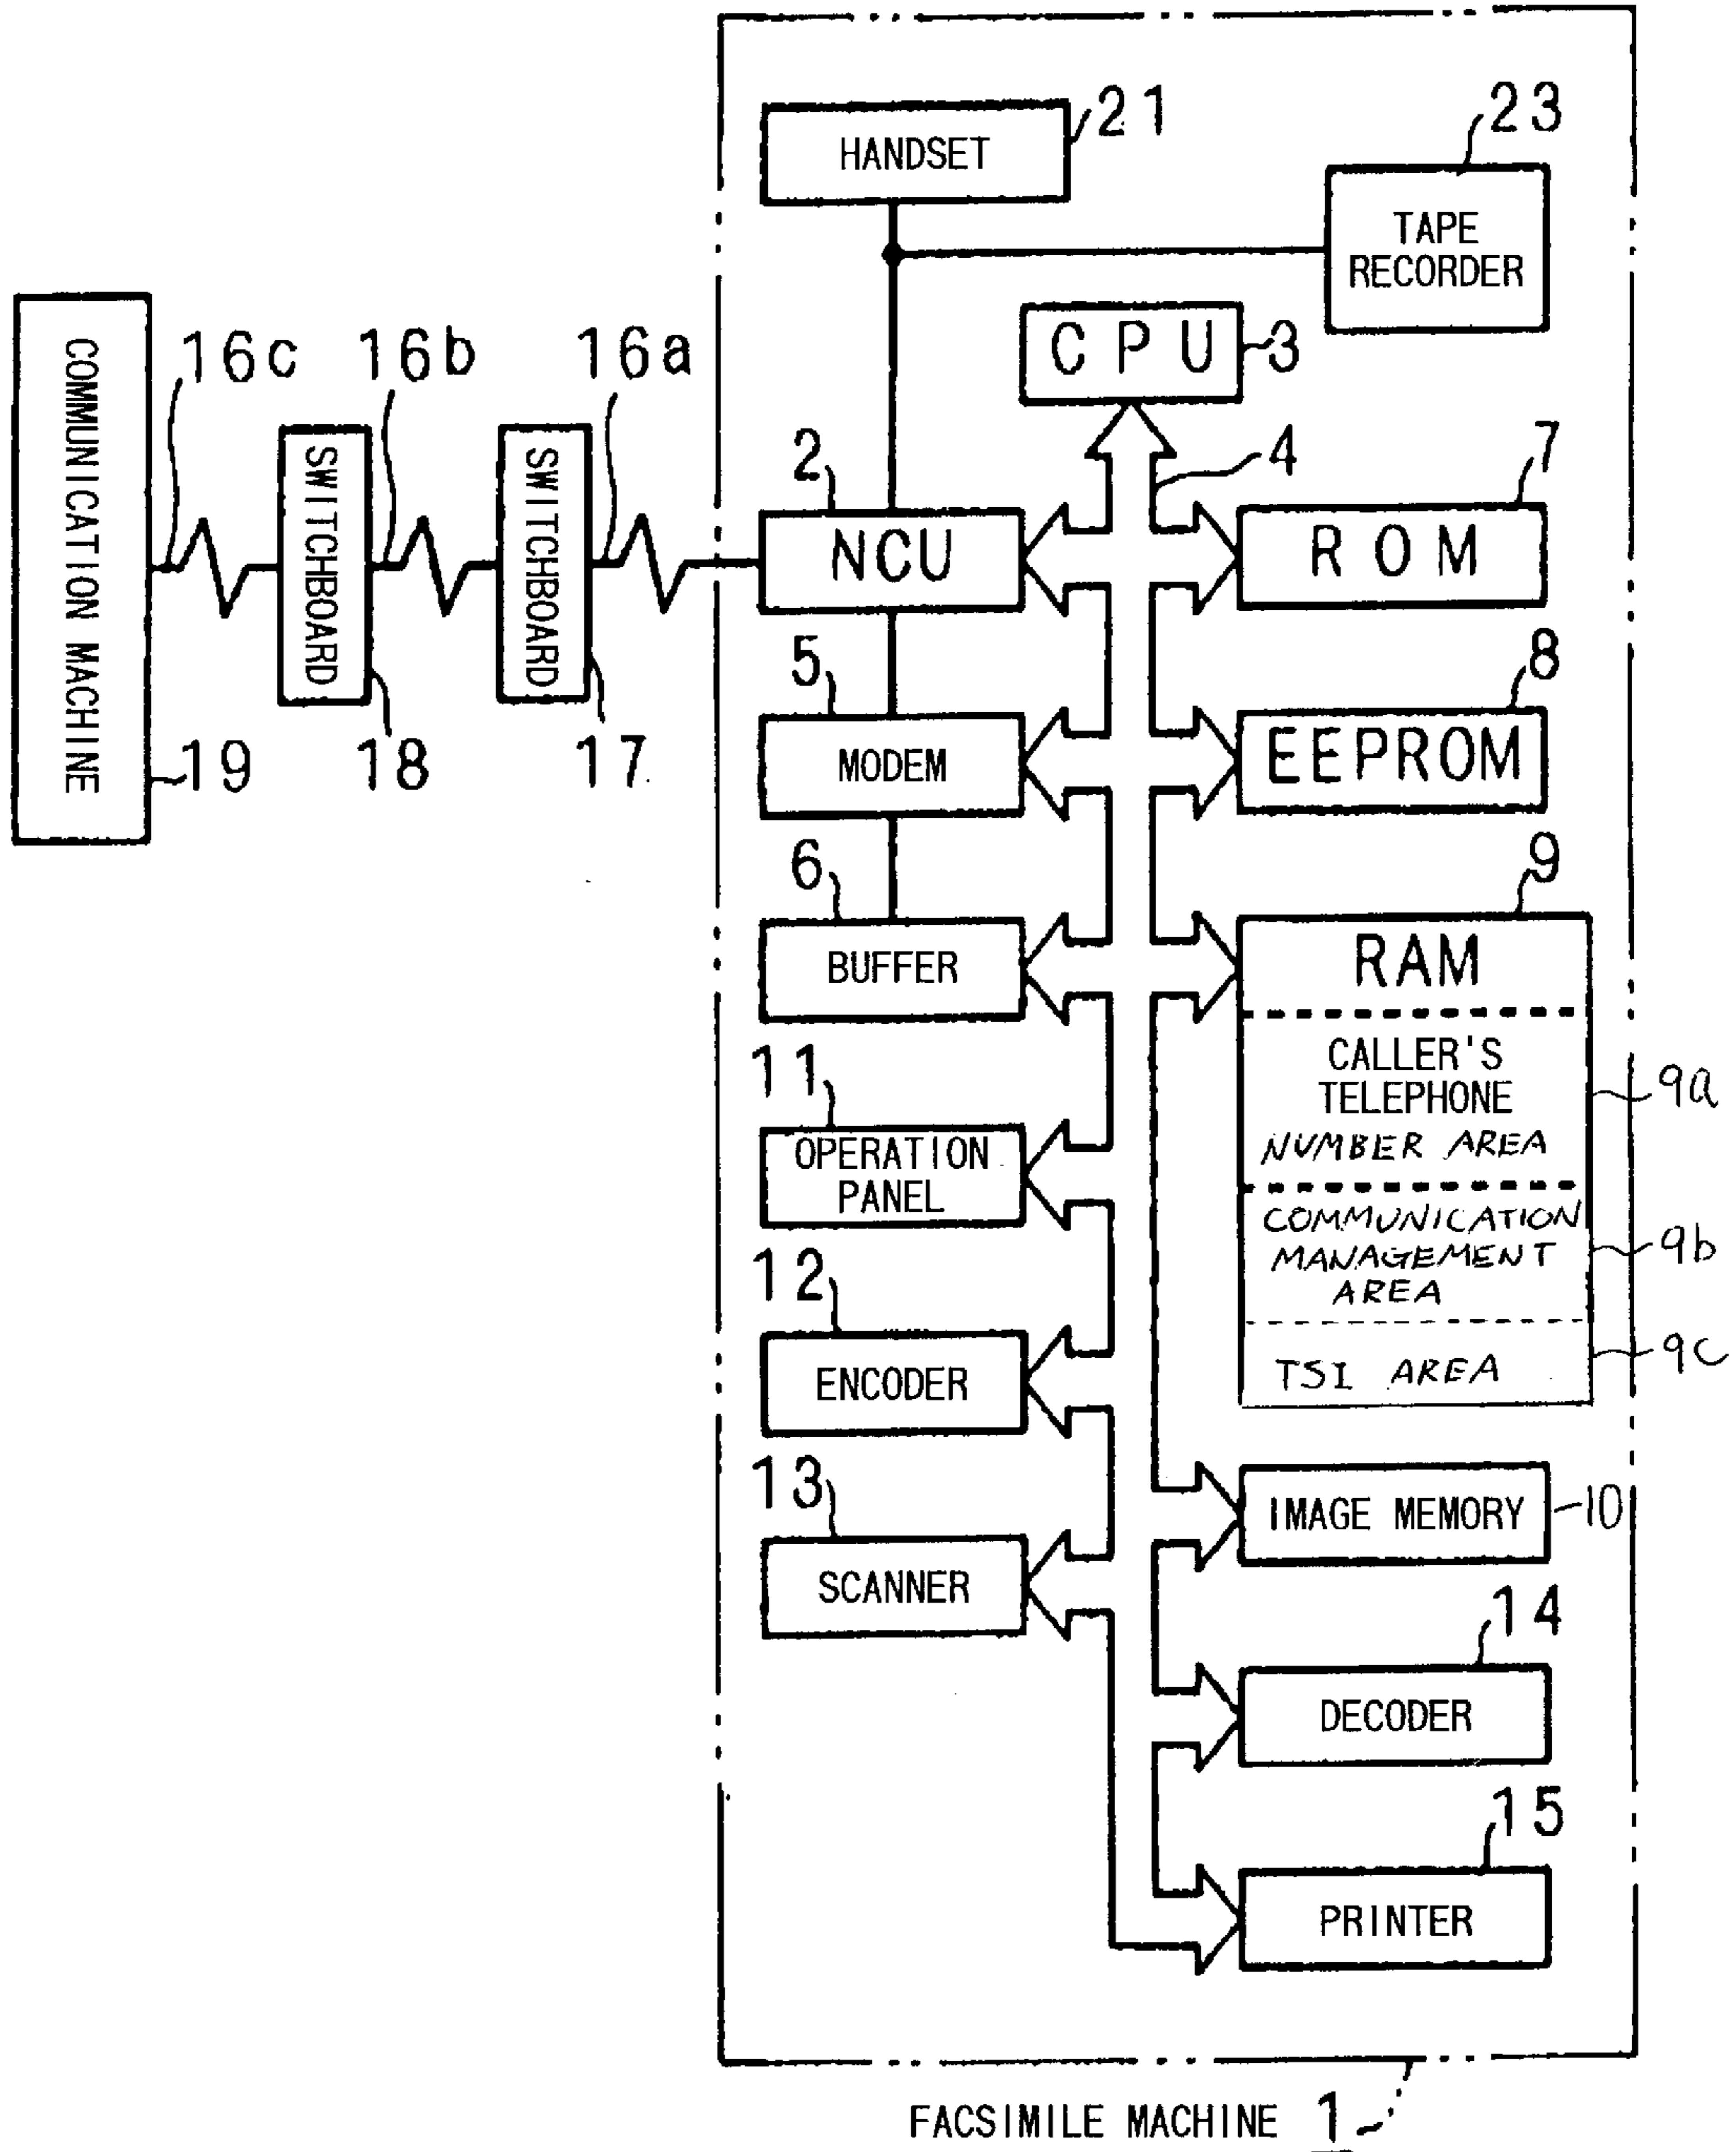 HANDSET
21
23
TAPE
RECORDER
COMMUNICATION MACHINE
16c
16b
16a
CPU
3
SWITCHBOARD
SWITCHBOARD
2
4
7
NCU
ROM
19
18
17
5
8
MODEM
EEPROM
6
9
BUFFER
RAM
11
CALLER'S
TELEPHONE
NUMBER AREA
9a
OPERATION
PANEL
COMMUNICATION
MANAGEMENT
AREA
9b
12
ENCODER
TSI AREA
9c
13
SCANNER
IMAGE MEMORY
10
14
DECODER
15
PRINTER
FACSIMILE MACHINE 1